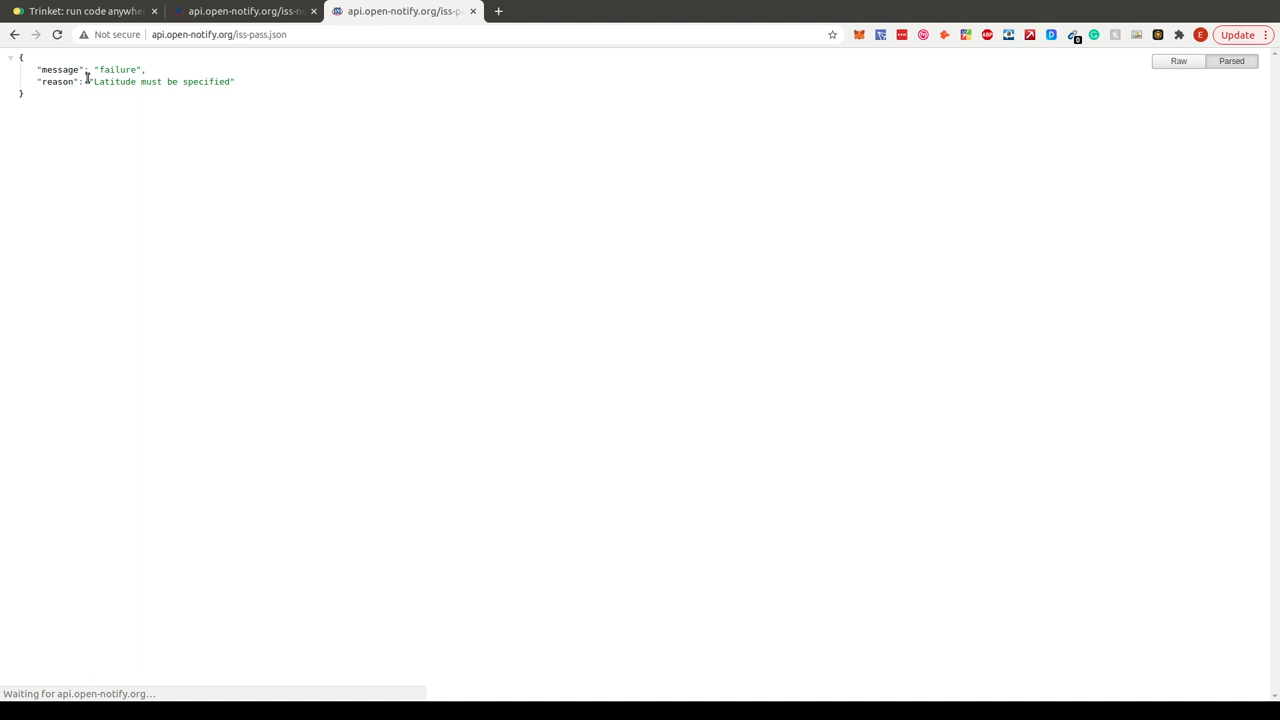 Trinket: run code anywhe
api.open-notify.org/iss-n
api.open-notify.org/iss-p
Not secure
api.open-notify.org/iss-pass.json
Update
{
"message": "failure",
"reason": "Latitude must be specified"
}
Raw
Parsed
Waiting for api.open-notify.org...